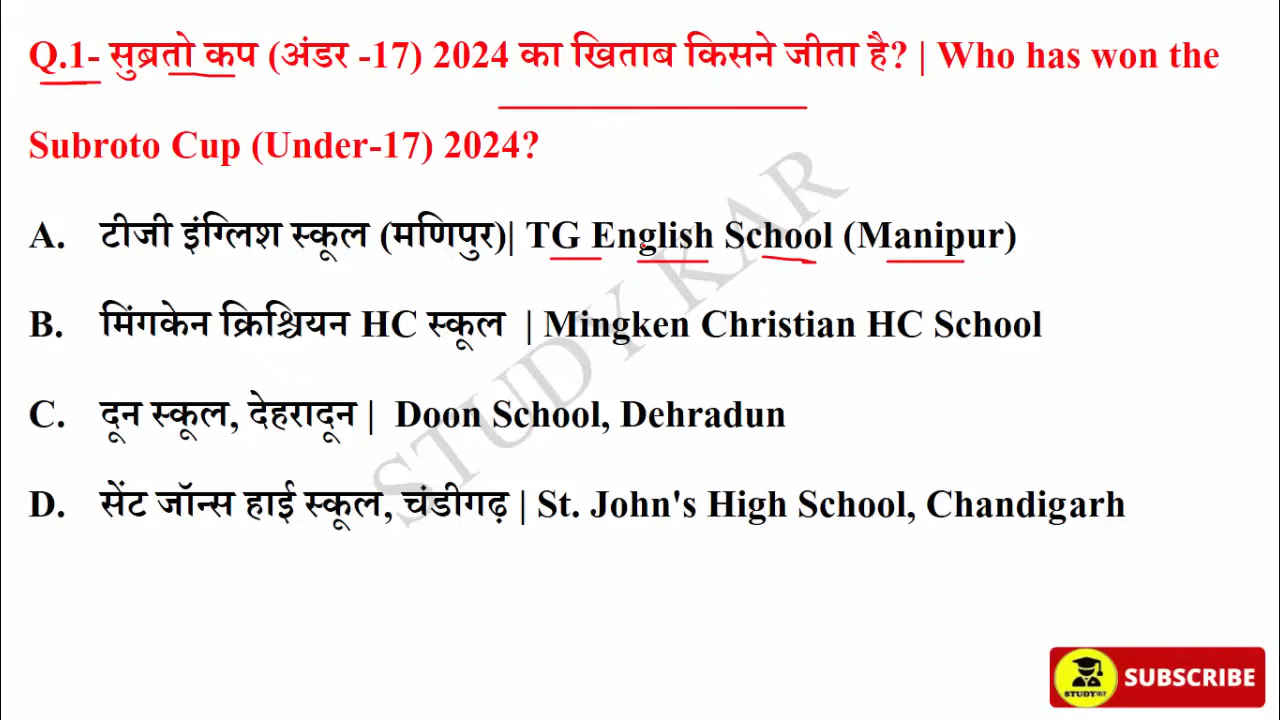 Q.1- सुब्रतो कप (अंडर -17) 2024 का खिताब किसने जीता है? | Who has won the
Subroto Cup (Under-17) 2024?
A. टीजी इंग्लिश स्कूल (मणिपुर)| TG English School (Manipur)
B. मिंगकेन क्रिश्चियन HC स्कूल | Mingken Christian HC School
C. दून स्कूल, देहरादून | Doon School, Dehradun
D. सेंट जॉन्स हाई स्कूल, चंडीगढ़ | St. John's High School, Chandigarh
STUDY KAR
STUDYकर
SUBSCRIBE